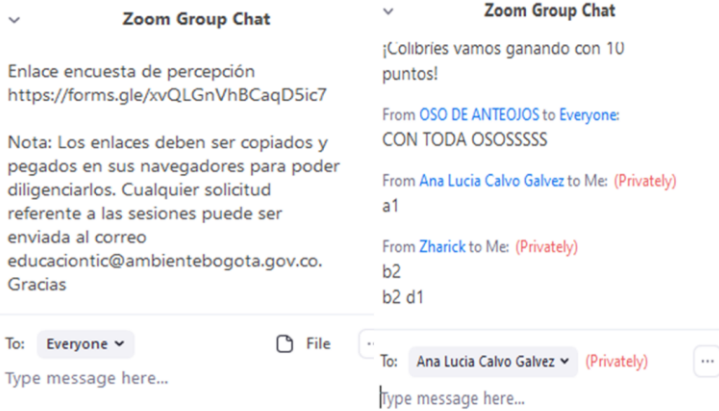 Zoom Group Chat
Enlace encuesta de percepción
https://forms.gle/xvQLGnVhBCaqD5ic7
Nota: Los enlaces deben ser copiados y
pegados en sus navegadores para poder
diligenciarlos. Cualquier solicitud
referente a las sesiones puede ser
enviada al correo
educaciontic@ambientebogota.gov.co.
Gracias
To: Everyone
File
Type message here...
Zoom Group Chat
¡Colibríes vamos ganando con 10
puntos!
From OSO DE ANTEOJOS to Everyone:
CON TODA OSOSSSSS
From Ana Lucia Calvo Galvez to Me: (Privately)
a1
From Zharick to Me: (Privately)
b2
b2 d1
To: Ana Lucia Calvo Galvez (Privately)
Type message here...